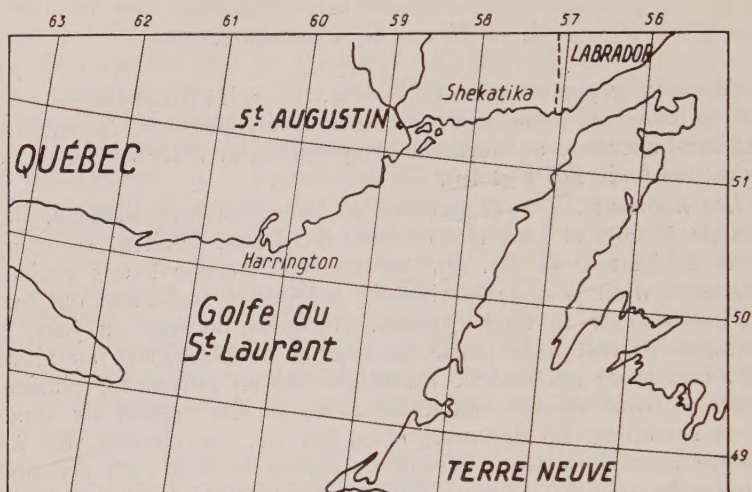 63 62 61 60 59 58 57 56
LABRADOR
Shekatika
St AUGUSTIN
QUÉBEC
51
Harrington
Golfe du
St Laurent
50
49
TERRE NEUVE